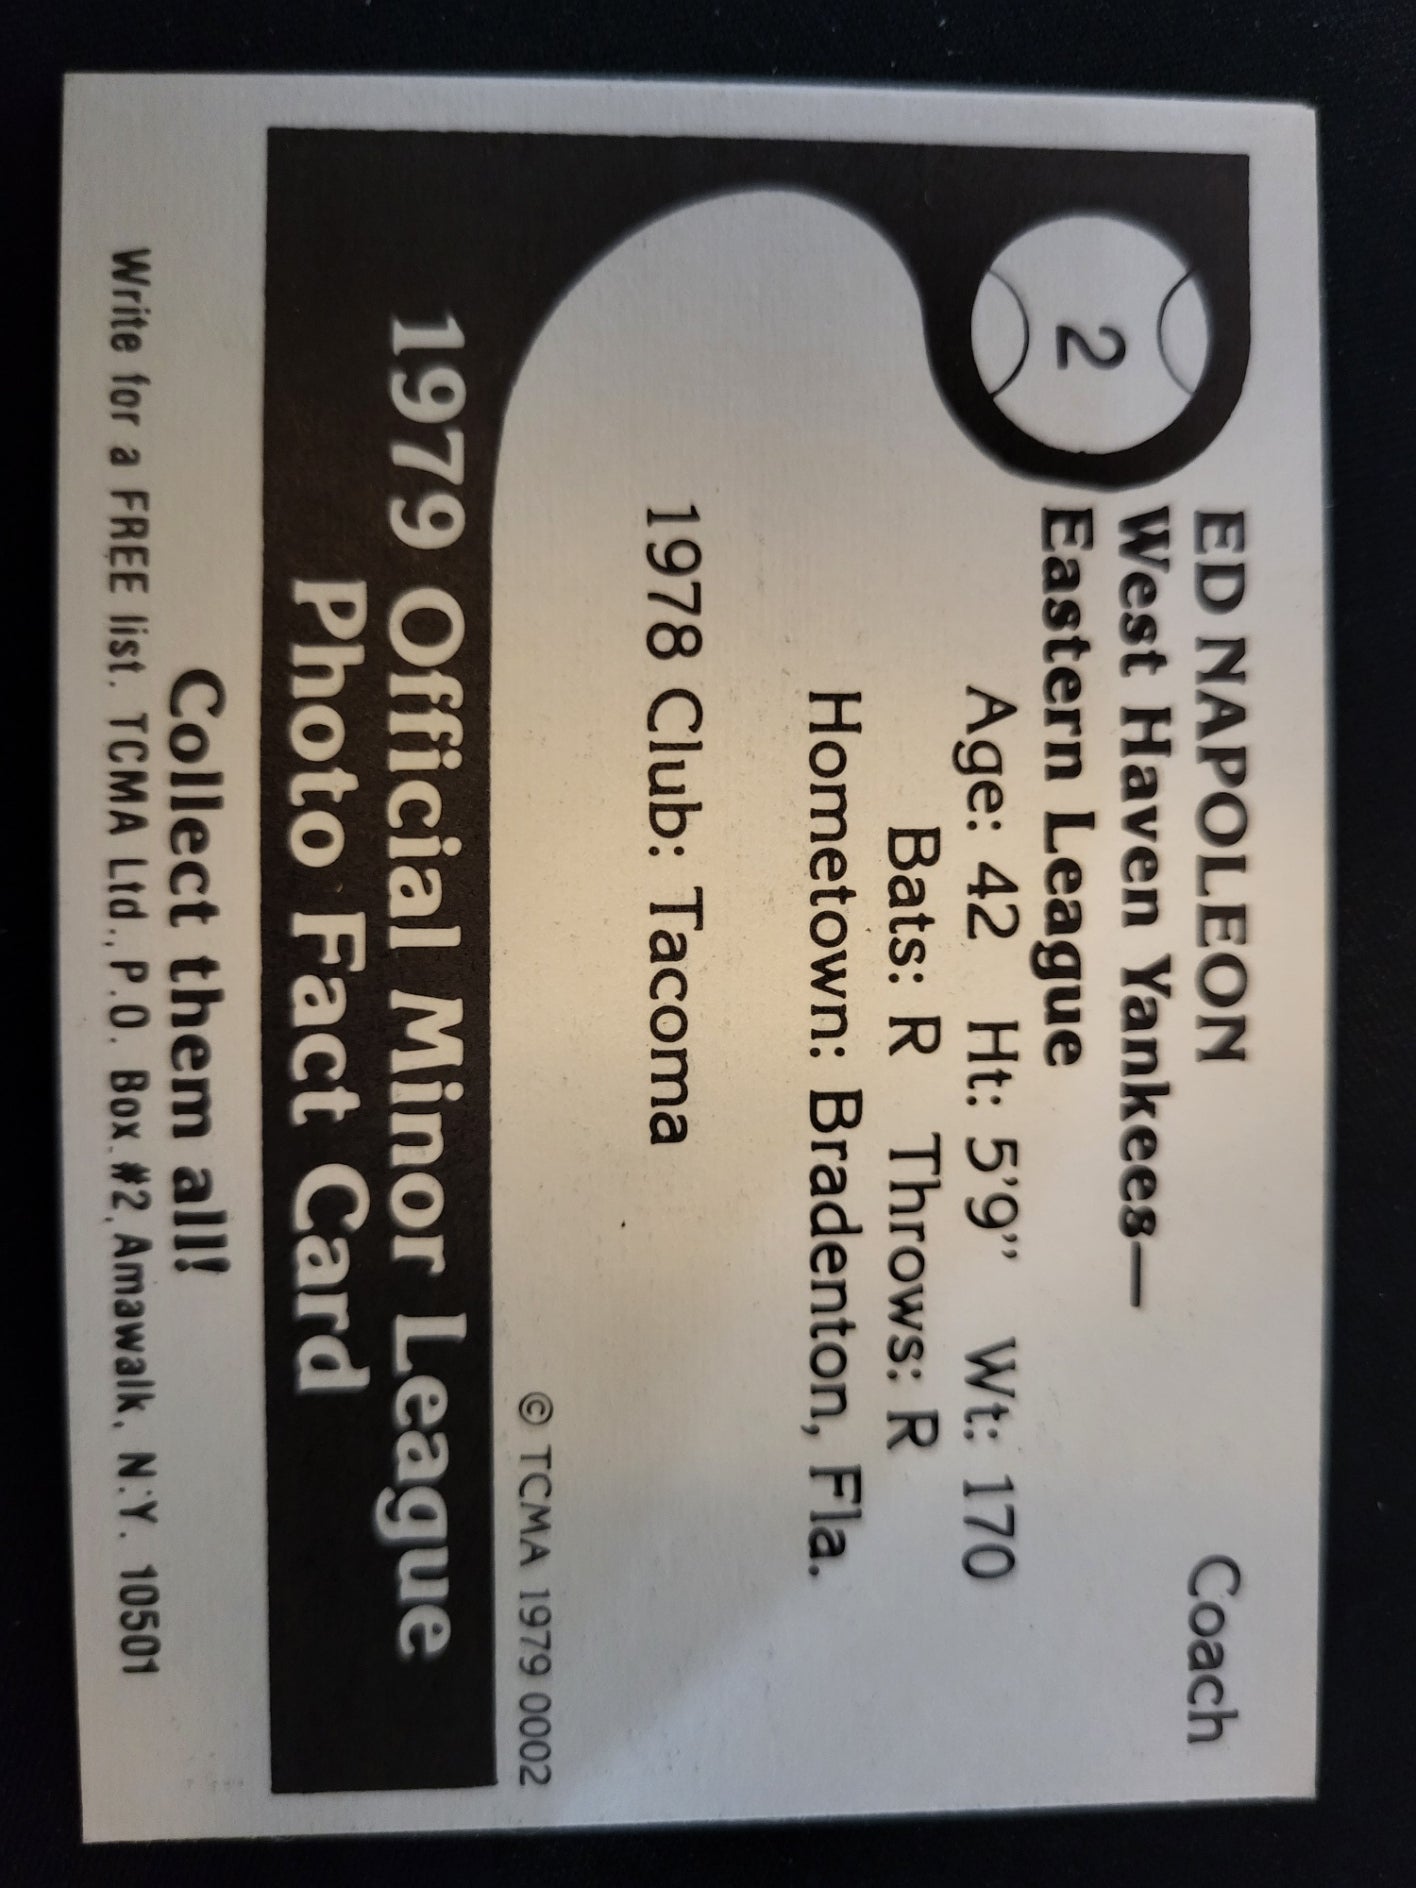 2
ED NAPOLEON Coach
West Haven Yankees—
Eastern League
Age: 42 Ht: 5'9" Wt: 170
Bats: R Throws: R
Hometown: Bradenton, Fla.
1978 Club: Tacoma
© TCMA 1979 0002
1979 Official Minor League
Photo Fact Card
Collect them all!
Write for a FREE list. TCMA Ltd., P.O. Box #2, Amawalk, N.Y. 10501